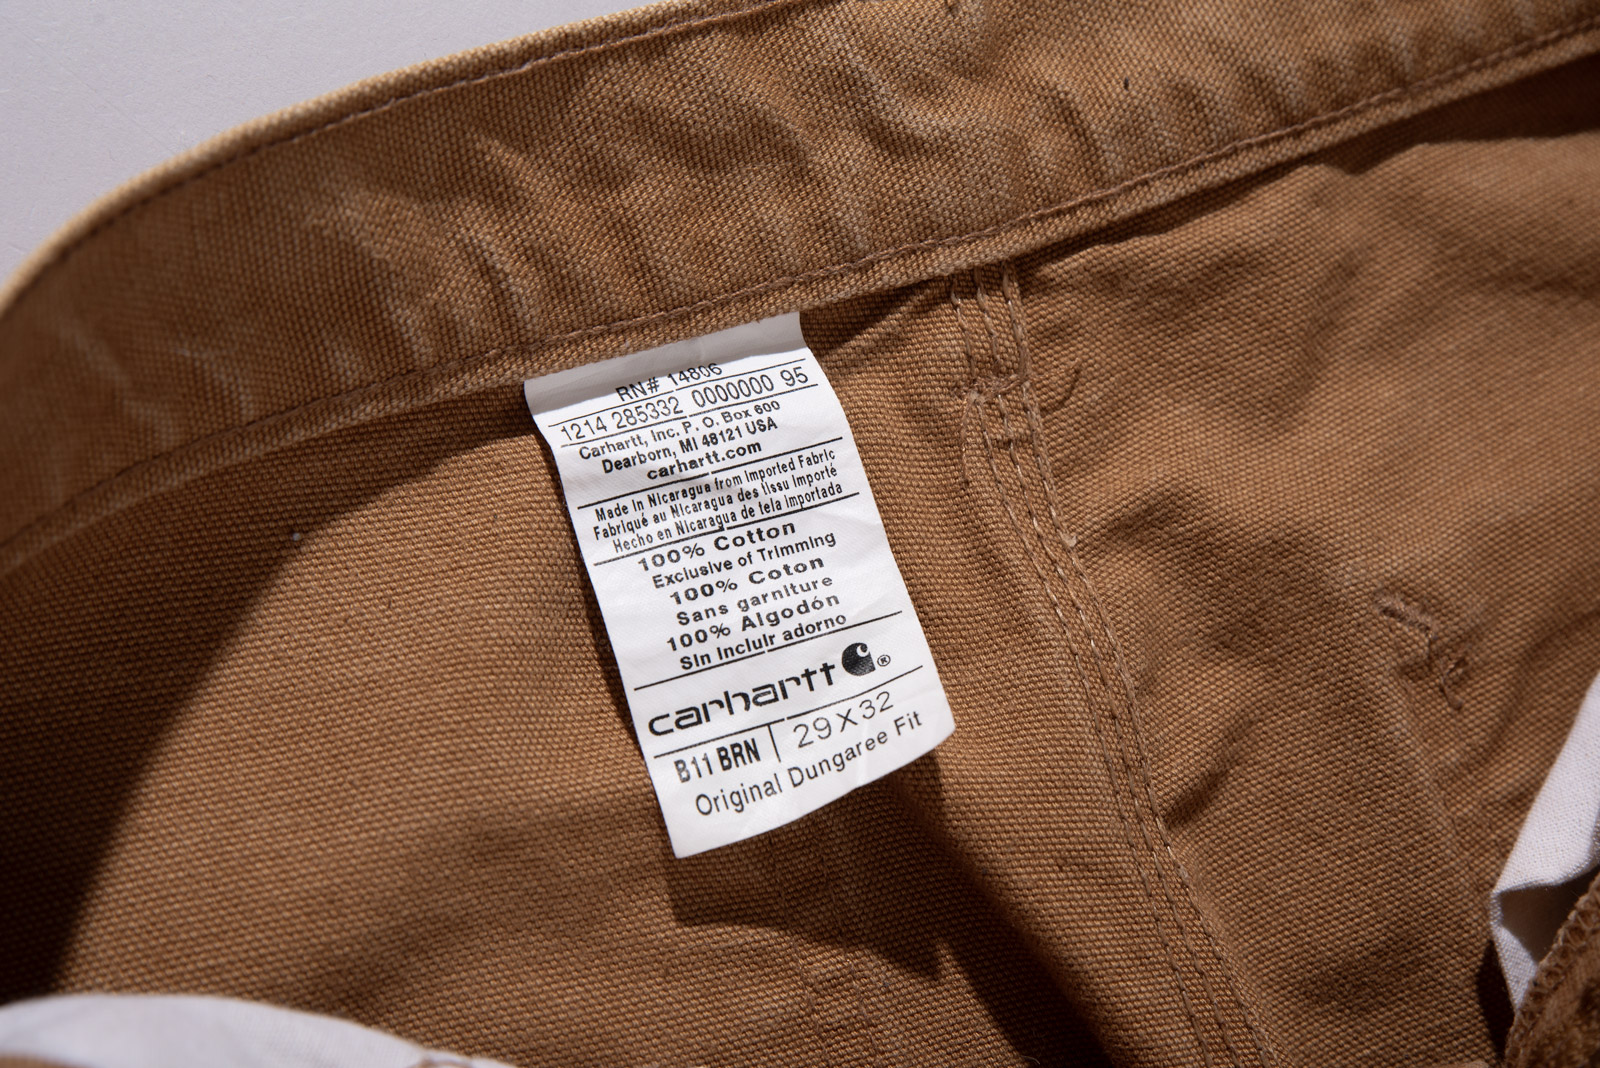 RN# 14806
1214 285332 0000000 95
Carhartt, Inc. P. O. Box 600
Dearborn, MI 48121 USA
carhartt.com
Made in Nicaragua from Imported Fabric
Fabriqué au Nicaragua des tissu Importé
Hecho en Nicaragua de tela Importada
100% Cotton
Exclusive of Trimming
100% Coton
Sans garniture
100% Algodón
Sin Incluir adorno
carhartt ®
B11 BRN | 29 X 32
Original Dungaree Fit